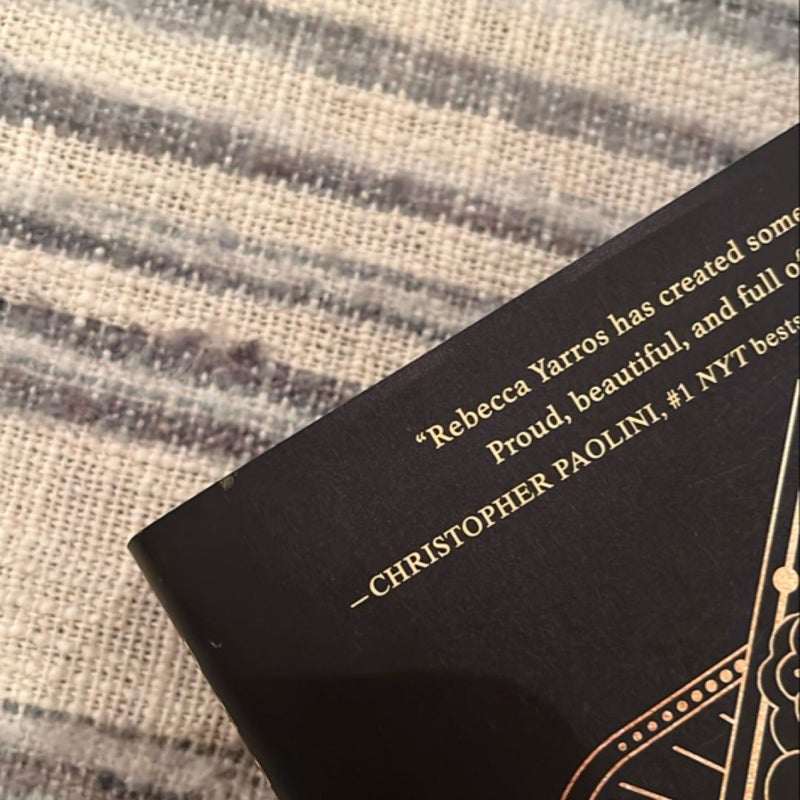 “Rebecca Yarros has created some
Proud, beautiful, and full of
—CHRISTOPHER PAOLINI, #1 NYT bests